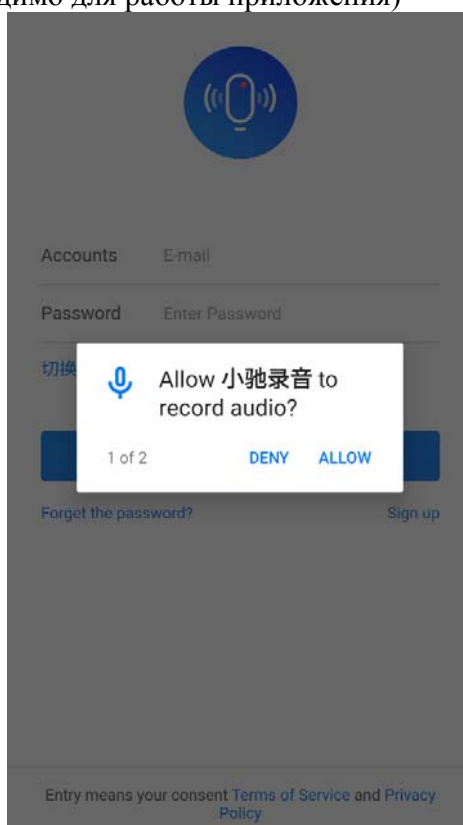 димо для работы приложения)
Accounts E-mail
Password Enter Password
切换
Allow 小驰录音 to
record audio?
1 of 2 DENY ALLOW
Forget the password? Sign up
Entry means your consent Terms of Service and Privacy
Policy